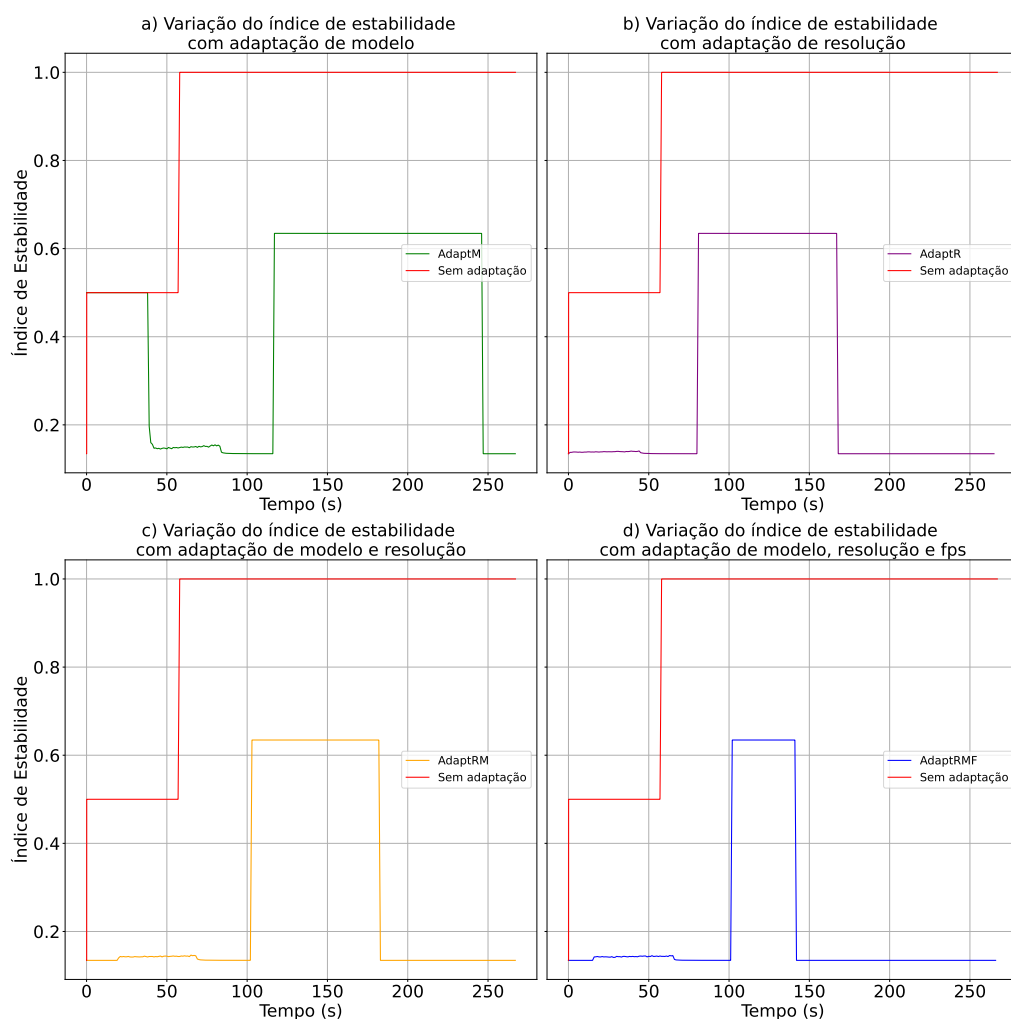 a) Variação do índice de estabilidade
com adaptação de modelo
b) Variação do índice de estabilidade
com adaptação de resolução
Índice de Estabilidade
1.0
0.8
0.6
0.4
0.2
AdaptM
Sem adaptação
AdaptR
Sem adaptação
0 50 100 150 200 250
0 50 100 150 200 250
Tempo (s)
Tempo (s)
c) Variação do índice de estabilidade
com adaptação de modelo e resolução
d) Variação do índice de estabilidade
com adaptação de modelo, resolução e fps
Índice de Estabilidade
1.0
0.8
0.6
0.4
0.2
AdaptRM
Sem adaptação
AdaptRMF
Sem adaptação
0 50 100 150 200 250
0 50 100 150 200 250
Tempo (s)
Tempo (s)